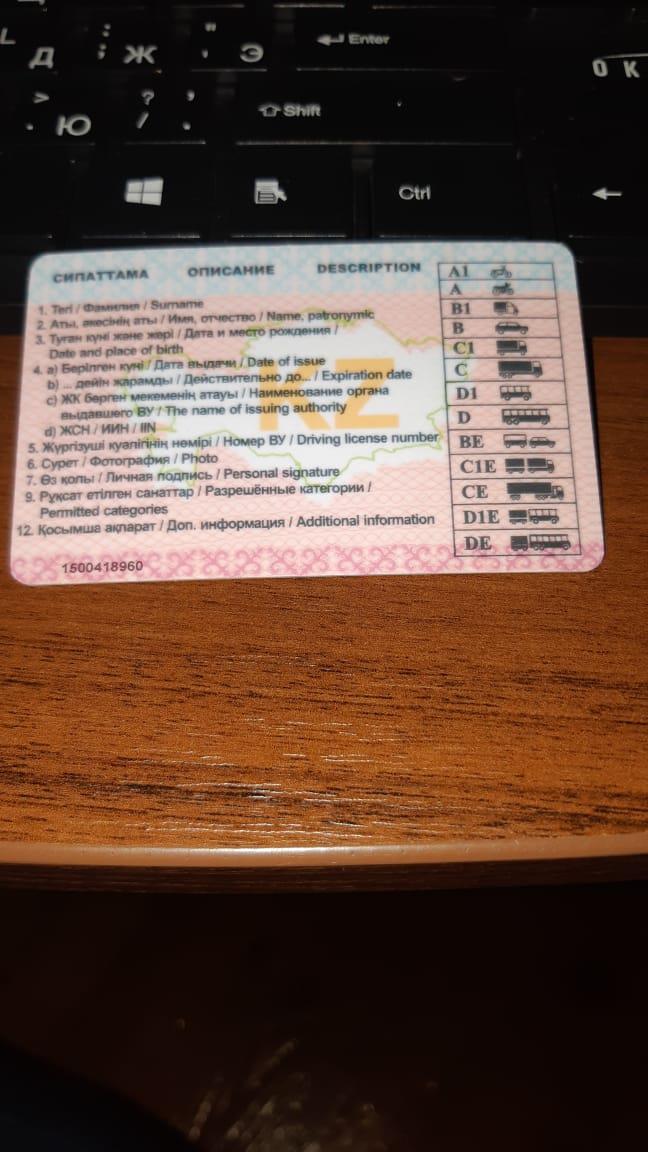 L
Д
:
;
Ж
"
'
Э
Enter
O K
>
.
Ю
?
/
,
.
Shift
Ctrl
←
СИПАТТАМА ОПИСАНИЕ DESCRIPTION
1. Тегі / Фамилия / Surname
2. Аты, әкесінің аты / Имя, отчество / Name, patronymic
3. Туған күні және жері / Дата и место рождения /
Date and place of birth
4. a) Берілген күні / Дата выдачи / Date of issue
b) ... дейін жарамды / Действительно до... / Expiration date
c) ЖК берген мекеменің атауы / Наименование органа
выдавшего ВУ / The name of issuing authority
d) ЖСН / ИИН / IIN
5. Жүргізуші куәлігінің немірі / Номер ВУ / Driving license number
6. Сурет / Фотография / Photo
7. Өз қолы / Личная подпись / Personal signature
9. Рұқсат етілген санаттар / Разрешённые категории /
Permitted categories
12. Қосымша ақпарат / Доп. информация / Additional information
KZ
1500418960
A1
A
B1
B
C1
C
D1
D
BE
C1E
CE
D1E
DE